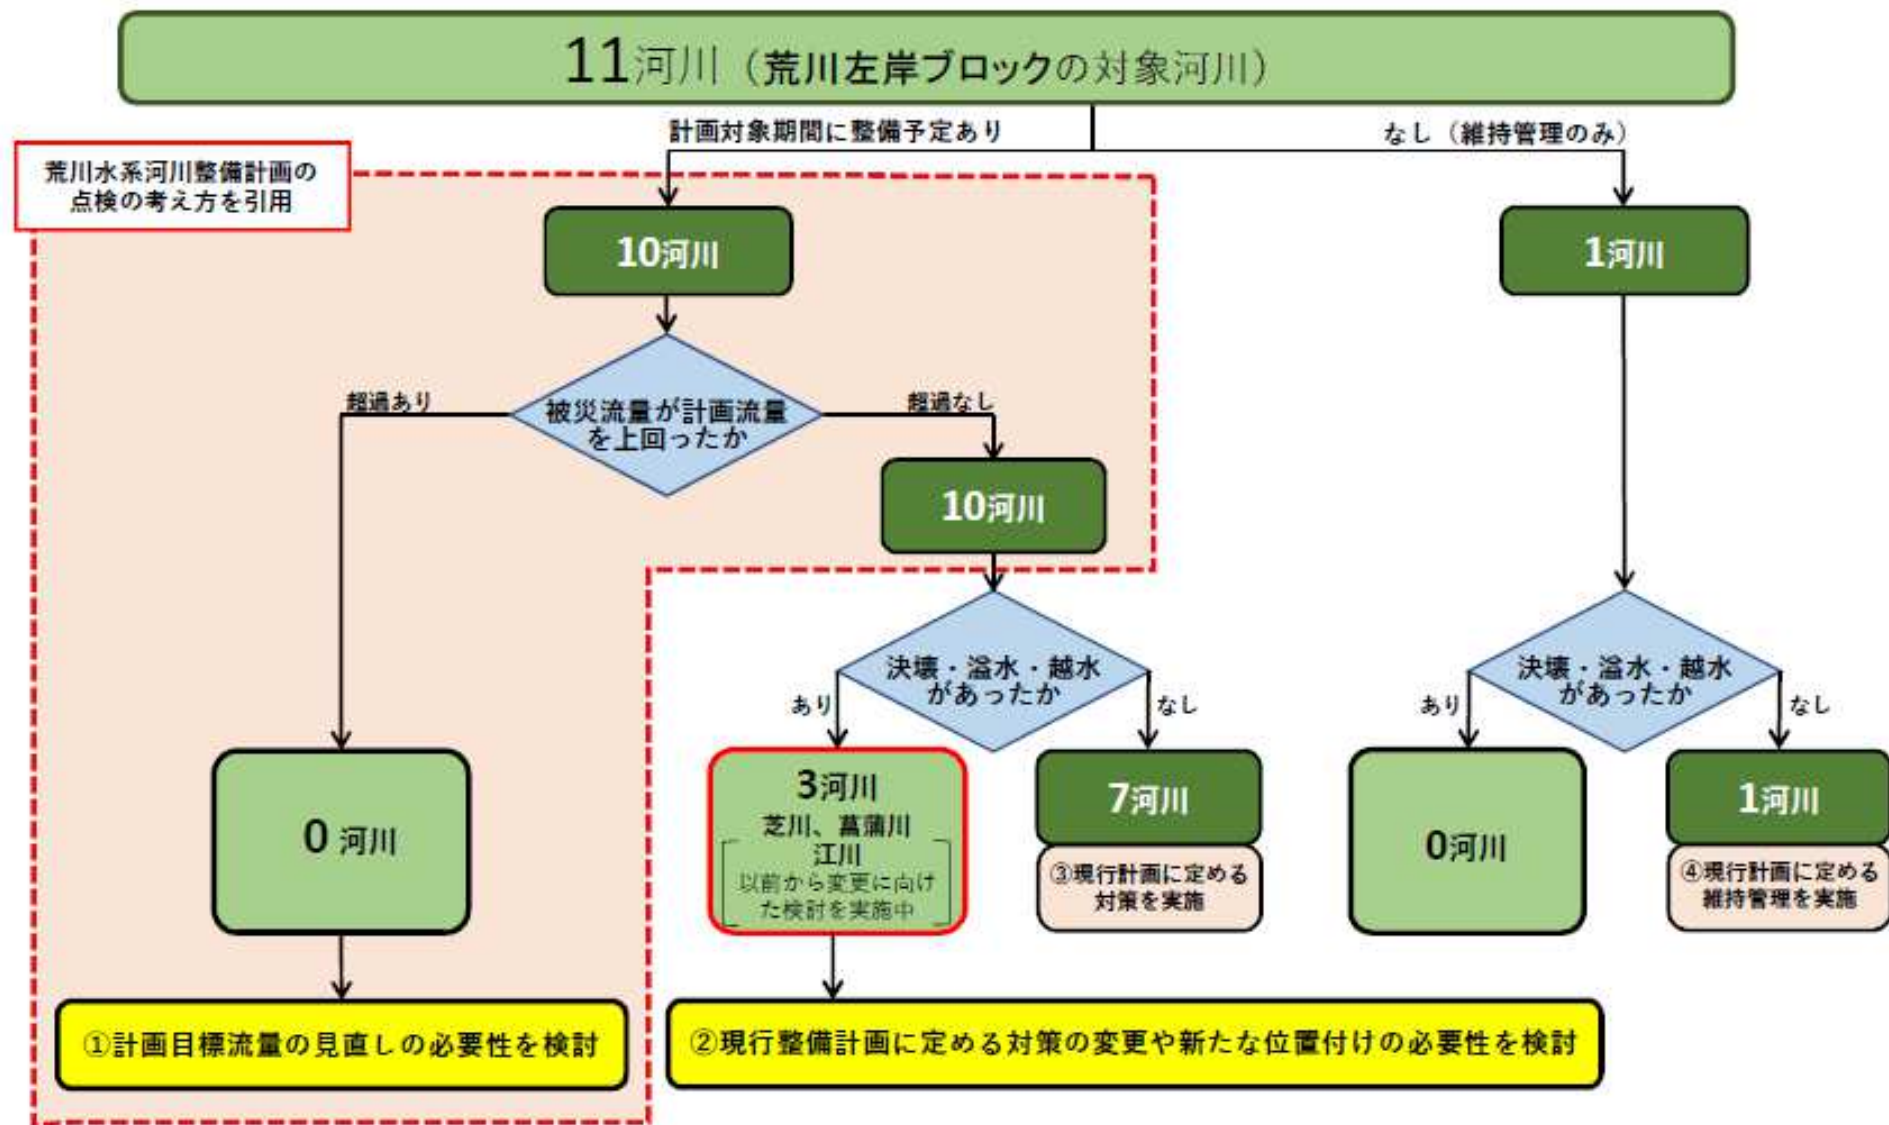 11河川（荒川左岸ブロックの対象河川）
計画対象期間に整備予定あり
なし（維持管理のみ）
荒川水系河川整備計画の
点検の考え方を引用
10河川
1河川
超過あり
被災流量が計画流量
を上回ったか
超過なし
10河川
決壊・溢水・越水
があったか
あり
なし
決壊・溢水・越水
があったか
あり
なし
0 河川
3河川
芝川、菖蒲川
江川
以前から変更に向け
た検討を実施中
7河川
③現行計画に定める
対策を実施
0河川
1河川
④現行計画に定める
維持管理を実施
①計画目標流量の見直しの必要性を検討
②現行整備計画に定める対策の変更や新たな位置付けの必要性を検討